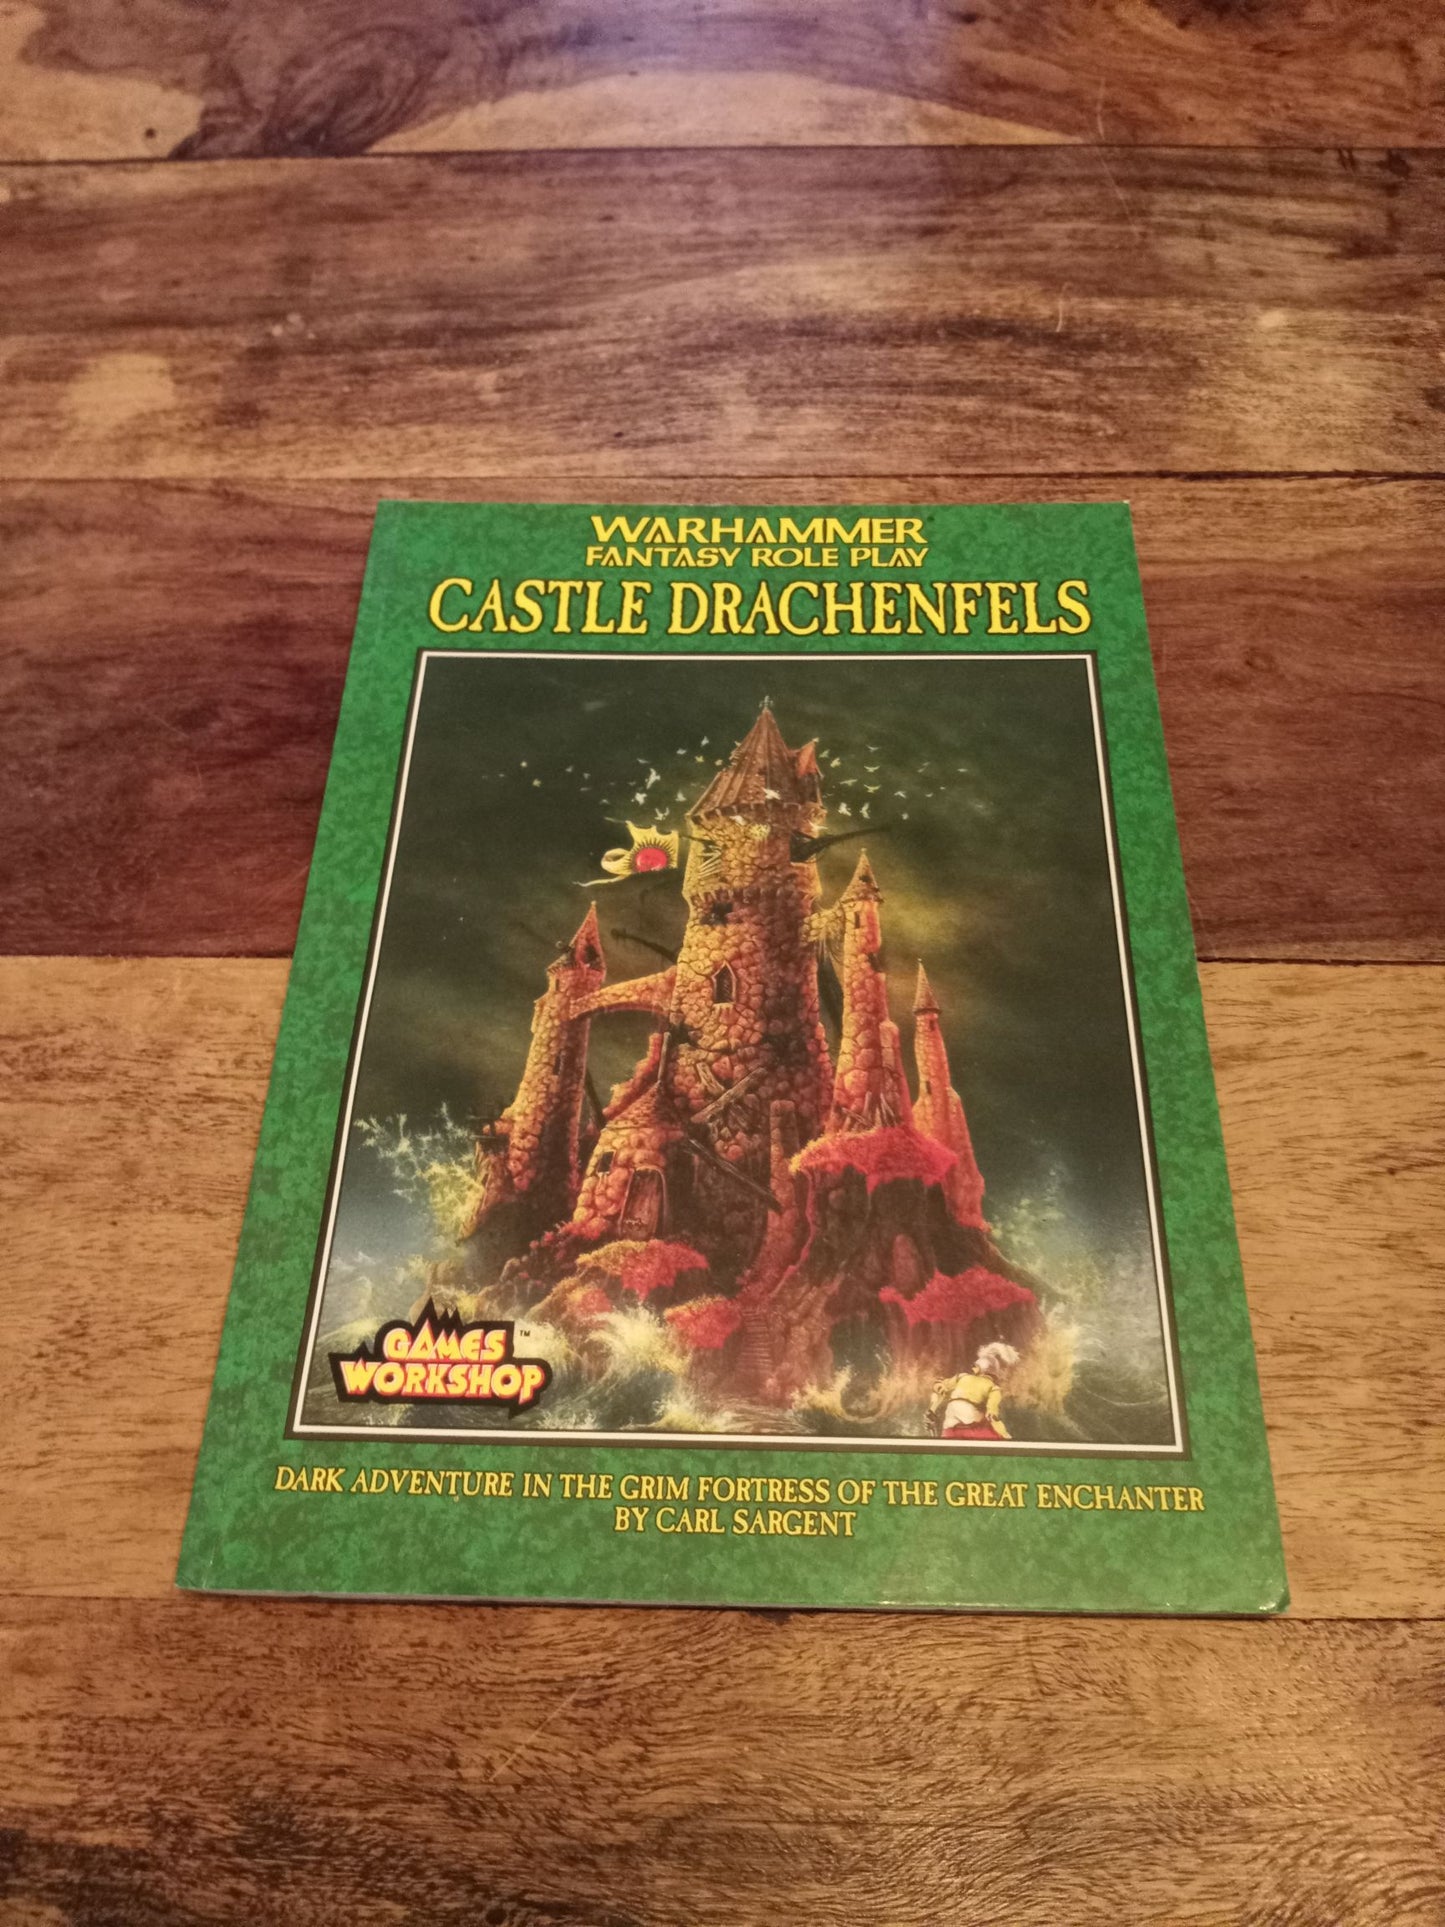 WARHAMMER
FANTASY ROLE PLAY
CASTLE DRACHENFELS
GAMES ™
WORKSHOP
DARK ADVENTURE IN THE GRIM FORTRESS OF THE GREAT ENCHANTER
BY CARL SARGENT